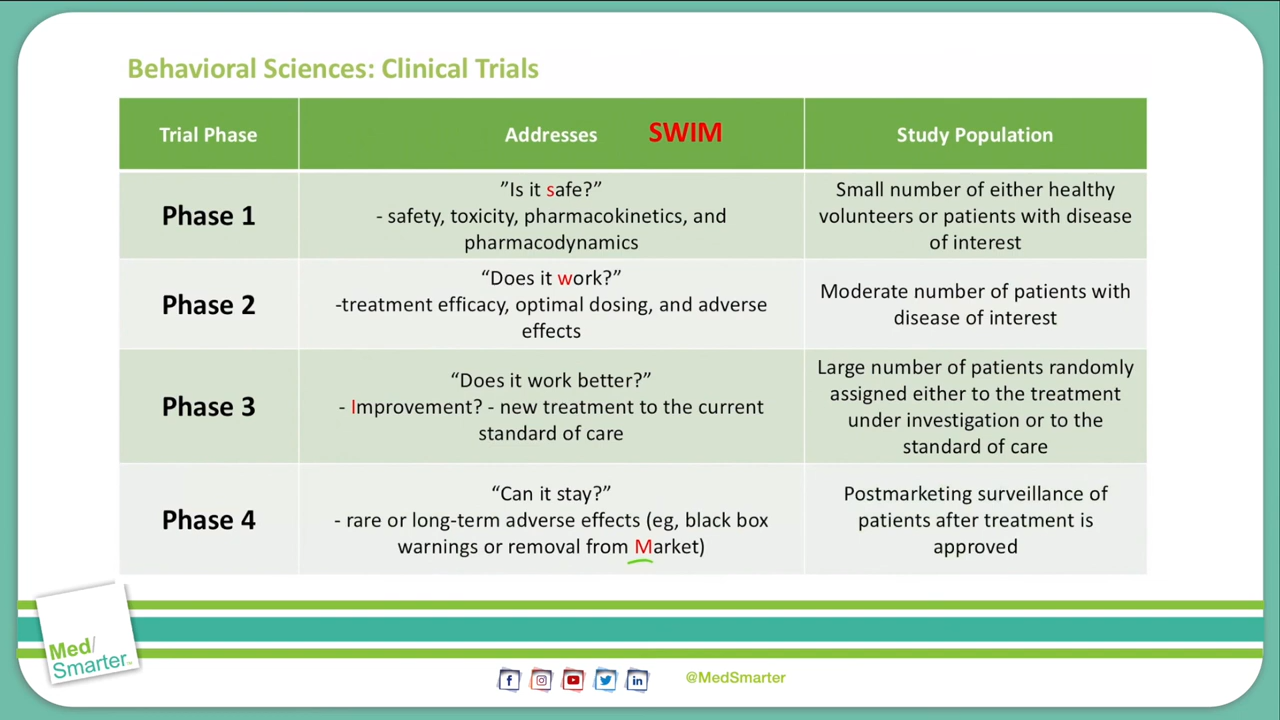 Behavioral Sciences: Clinical Trials
Trial Phase
Addresses SWIM
Study Population
Phase 1
”Is it safe?”
- safety, toxicity, pharmacokinetics, and
pharmacodynamics
Small number of either healthy
volunteers or patients with disease
of interest
Phase 2
“Does it work?”
-treatment efficacy, optimal dosing, and adverse
effects
Moderate number of patients with
disease of interest
Phase 3
“Does it work better?”
- Improvement? - new treatment to the current
standard of care
Large number of patients randomly
assigned either to the treatment
under investigation or to the
standard of care
Phase 4
“Can it stay?”
- rare or long-term adverse effects (eg, black box
warnings or removal from Market)
Postmarketing surveillance of
patients after treatment is
approved
Med/
Smarter™
@MedSmarter